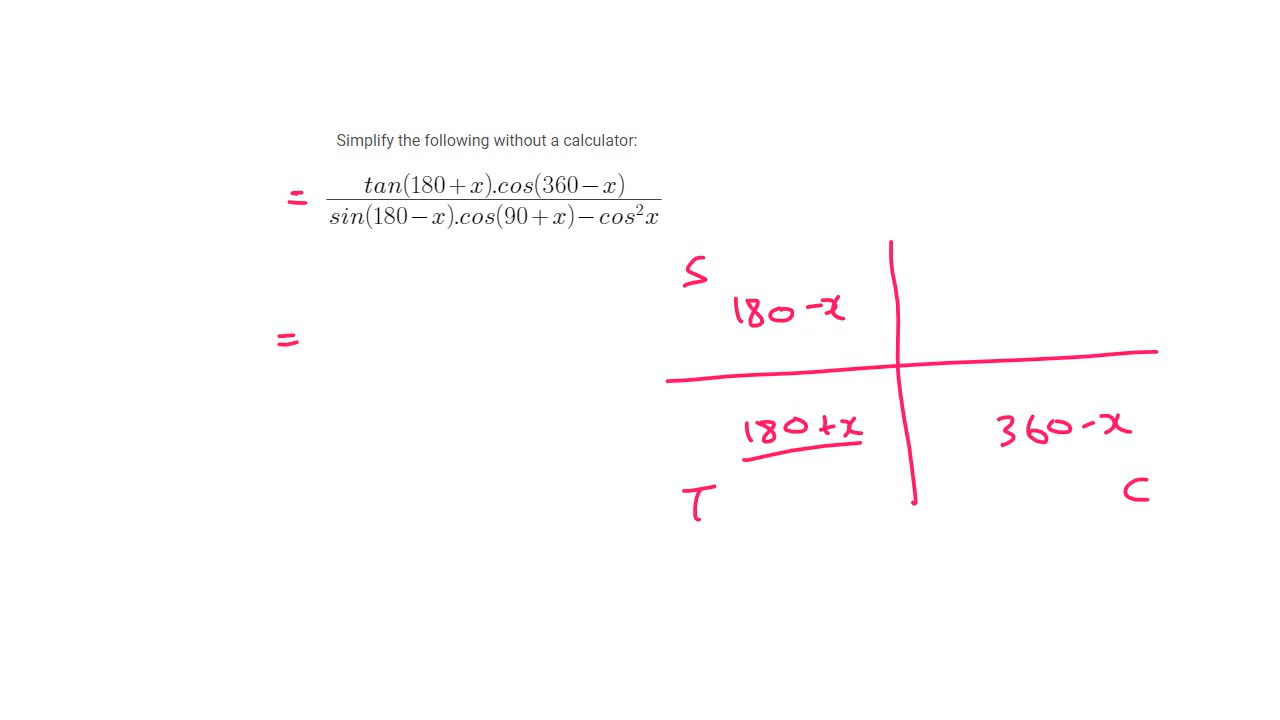 Simplify the following without a calculator:
= tan(180+x).cos(360−x)
sin(180−x).cos(90+x)−cos²x
S
180-x
=
180+x
360-x
T
C